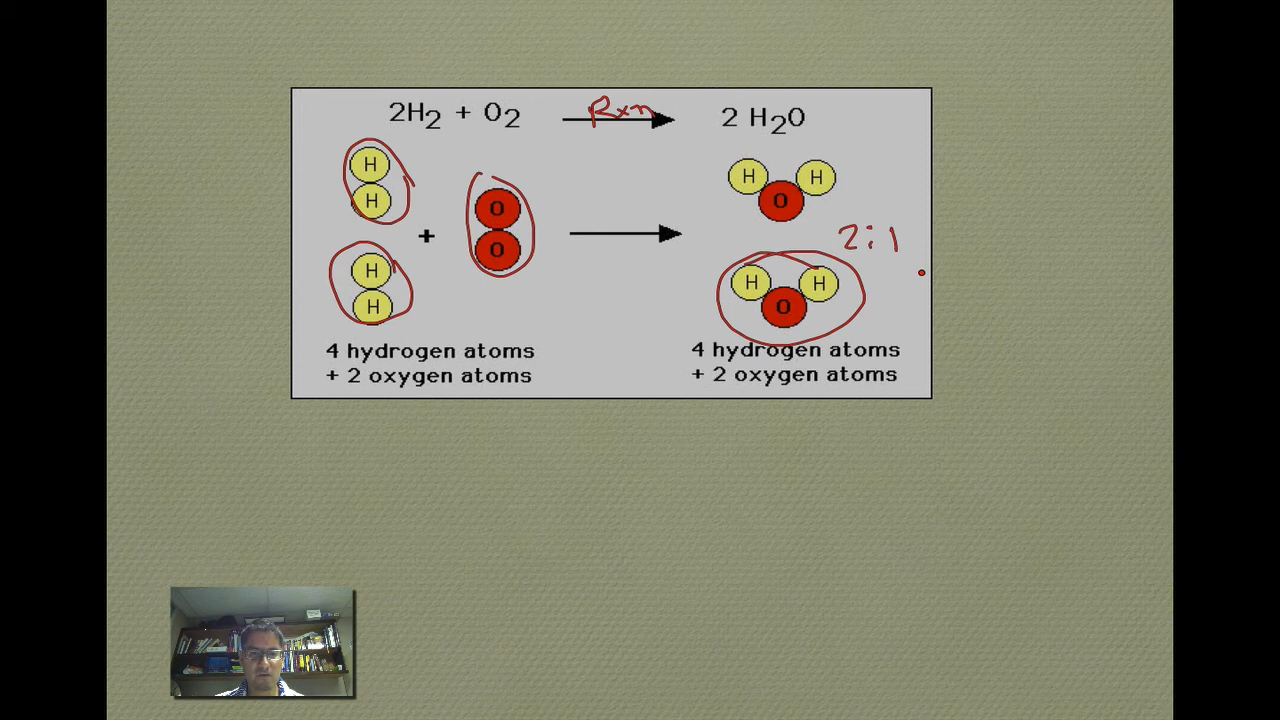 2H2 + O2 Rxn 2 H2O
H
H
H
H
+
O
O
H O H
2:1
H O H
4 hydrogen atoms
+ 2 oxygen atoms
4 hydrogen atoms
+ 2 oxygen atoms